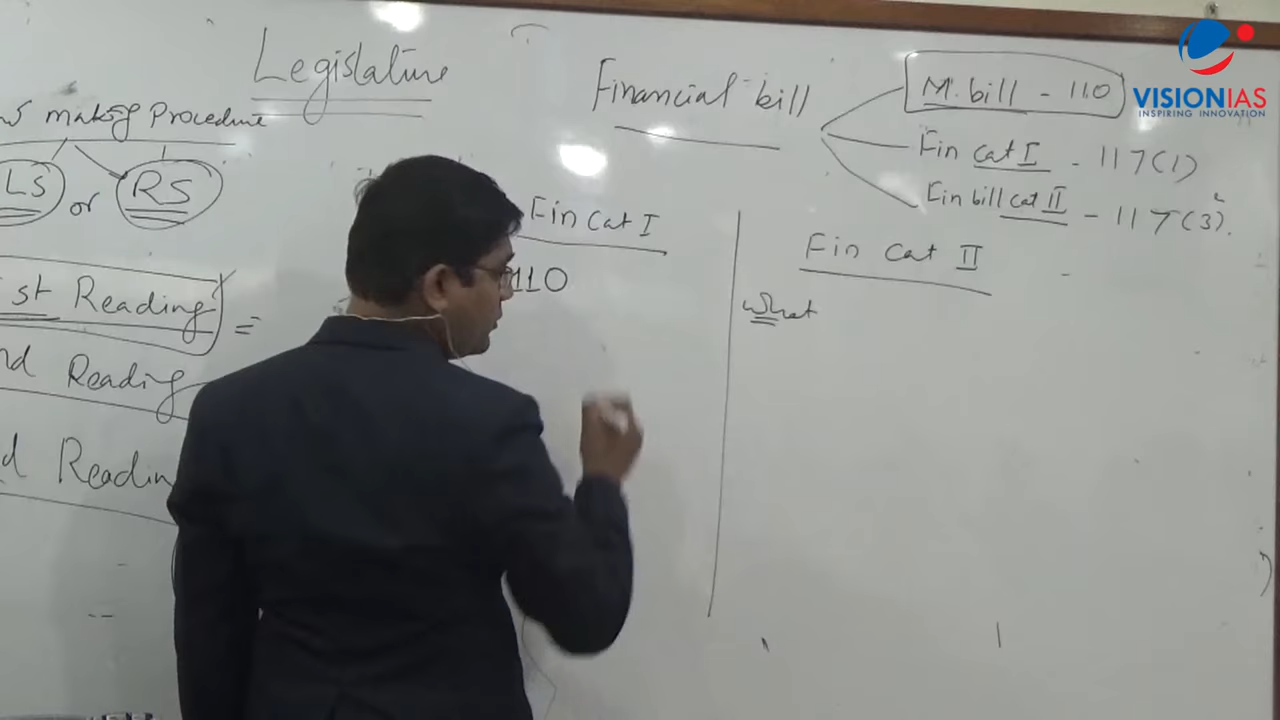 Legislature
making Procedure
LS or RS
st Reading =
nd Reading
d Reading
Financial bill
M. bill - 110
Fin cat I - 117(1)
Fin bill cat II - 117(3).
Fin Cat I
110
Fin Cat II
What
VISIONIAS
INSPIRING INNOVATION